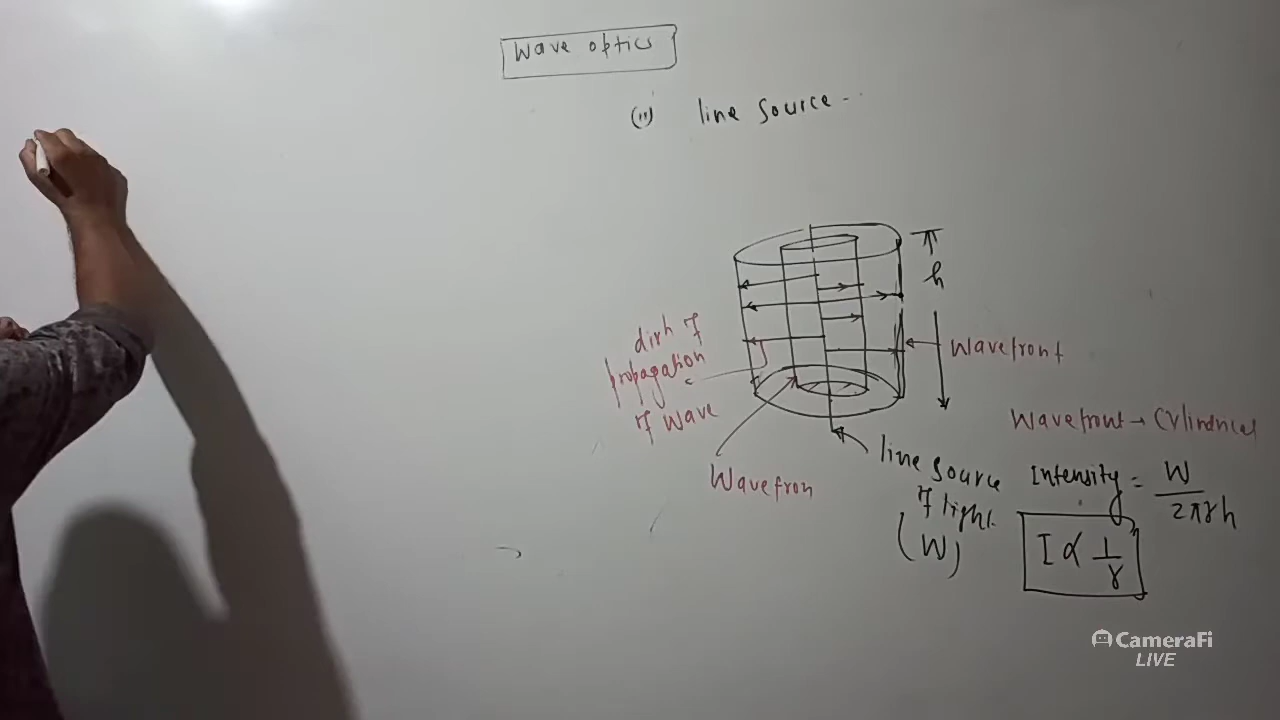 Wave optics
(ii) line source
h
dirn of
propagation
of wave
Wavefront
Wavefront → Cylindrical
Wavefron
line source
of light
(W)
Intensity = W / 2πrh
I ∝ 1/r
CameraFi
LIVE